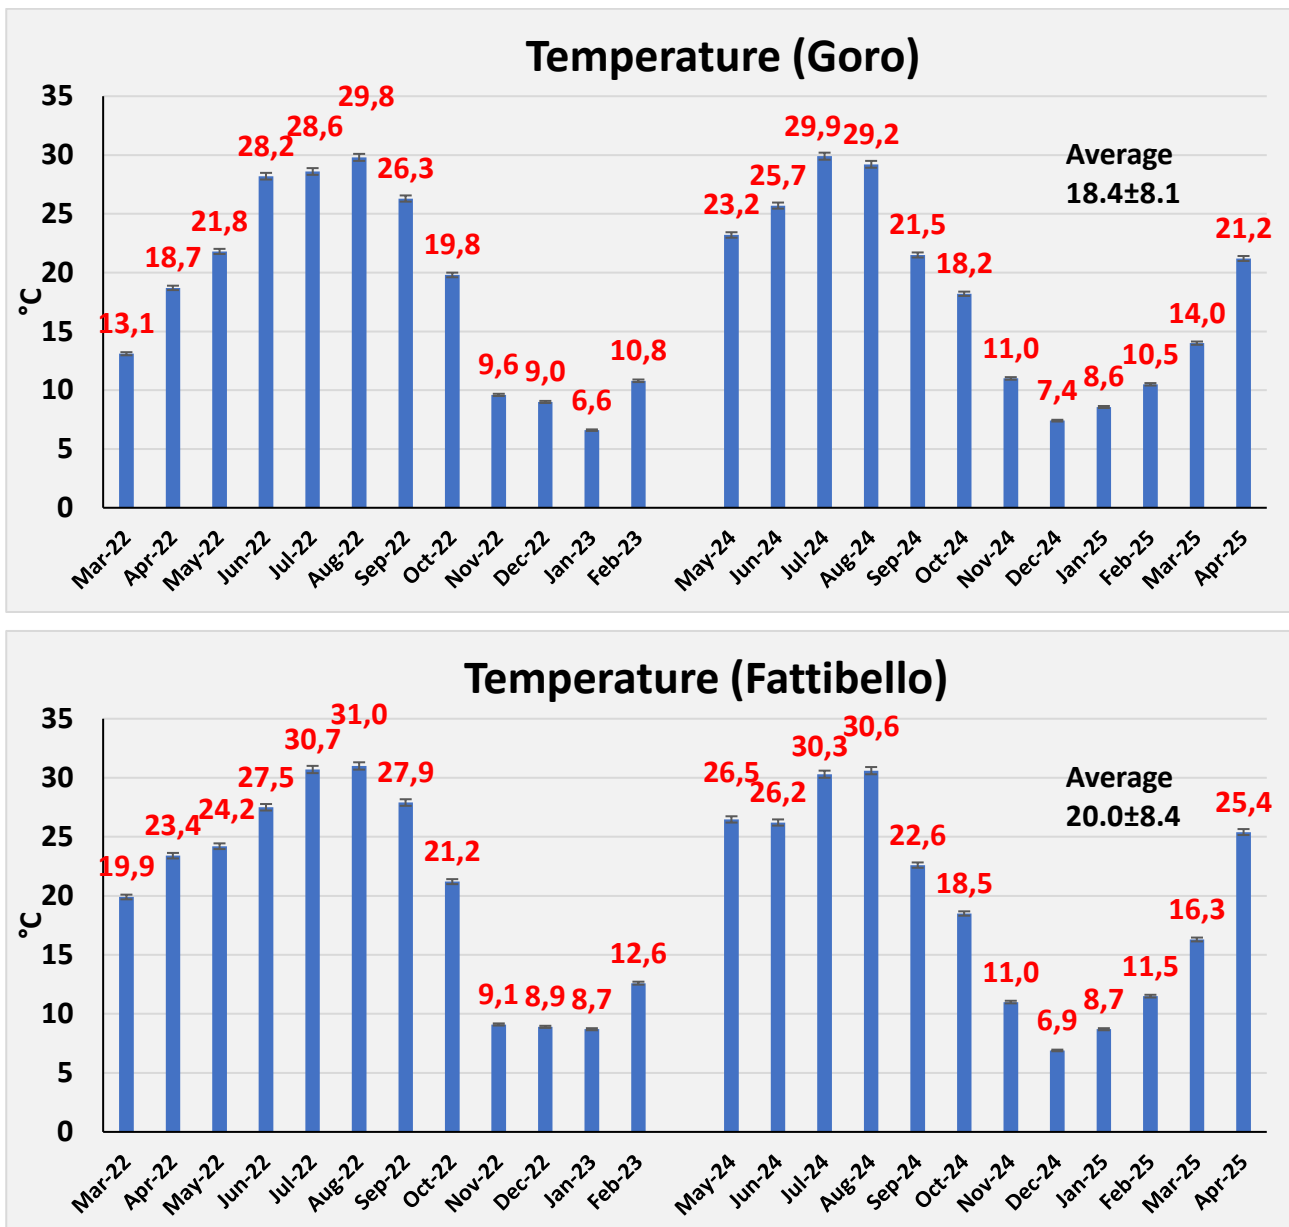 Temperature (Goro)
°C
35
30
25
20
15
10
5
0
13,1
18,7
21,8
28,2
28,6
29,8
26,3
19,8
9,6
9,0
6,6
10,8
23,2
25,7
29,9
29,2
21,5
18,2
11,0
7,4
8,6
10,5
14,0
21,2
Average
18.4±8.1
Mar-22
Apr-22
May-22
Jun-22
Jul-22
Aug-22
Sep-22
Oct-22
Nov-22
Dec-22
Jan-23
Feb-23
May-24
Jun-24
Jul-24
Aug-24
Sep-24
Oct-24
Nov-24
Dec-24
Jan-25
Feb-25
Mar-25
Apr-25
Temperature (Fattibello)
°C
35
30
25
20
15
10
5
0
19,9
23,4
24,2
27,5
30,7
31,0
27,9
21,2
9,1
8,9
8,7
12,6
26,5
26,2
30,3
30,6
22,6
18,5
11,0
6,9
8,7
11,5
16,3
25,4
Average
20.0±8.4
Mar-22
Apr-22
May-22
Jun-22
Jul-22
Aug-22
Sep-22
Oct-22
Nov-22
Dec-22
Jan-23
Feb-23
May-24
Jun-24
Jul-24
Aug-24
Sep-24
Oct-24
Nov-24
Dec-24
Jan-25
Feb-25
Mar-25
Apr-25